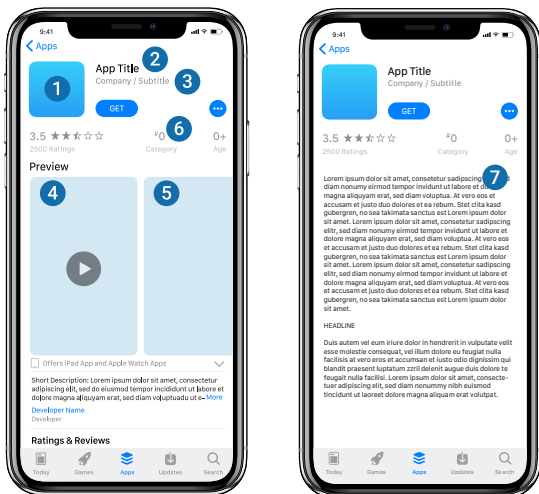 9:41
Apps
1
App Title
2
Company / Subtitle
3
GET
3.5
#0
6
0+
2500 Ratings
Category
Age
Preview
4
5
Offers iPad App and Apple Watch Apps
Short Description: Lorem ipsum dolor sit amet, consectetur
adipiscing elit, sed do eiusmod tempor incididunt ut labore et
dolore magna aliquyam erat, sed diam voluptuadu ut e– More
Developer Name
Developer
Ratings & Reviews
Today
Games
Apps
Updates
Search
9:41
Apps
App Title
Company / Subtitle
GET
3.5
#0
0+
2500 Ratings
Category
Age
7
Lorem ipsum dolor sit amet, consetetur sadipscing
diam nonumy eirmod tempor invidunt ut labore et do
magna aliquyam erat, sed diam voluptua. At vero eos et
accusam et justo duo dolores et ea rebum. Stet clita kasd
gubergren, no sea takimata sanctus est Lorem ipsum dolor
sit amet. Lorem ipsum dolor sit amet, consetetur sadipscing
elitr, sed diam nonumy eirmod tempor invidunt ut labore et
dolore magna aliquyam erat, sed diam voluptua. At vero eos
et accusam et justo duo dolores et ea rebum. Stet clita kasd
gubergren, no sea takimata sanctus est Lorem ipsum dolor
sit amet. Lorem ipsum dolor sit amet, consetetur sadipscing
elitr, sed diam nonumy eirmod tempor invidunt ut labore et
dolore magna aliquyam erat, sed diam voluptua. At vero eos
et accusam et justo duo dolores et ea rebum. Stet clita kasd
gubergren, no sea takimata sanctus est Lorem ipsum dolor
sit amet.
HEADLINE
Duis autem vel eum iriure dolor in hendrerit in vulputate velit
esse molestie consequat, vel illum dolore eu feugiat nulla
facilisis at vero eros et accumsan et iusto odio dignissim qui
blandit praesent luptatum zzril delenit augue duis dolore te
feugait nulla facilisi. Lorem ipsum dolor sit amet, consecte-
tuer adipiscing elit, sed diam nonummy nibh euismod
tincidunt ut laoreet dolore magna aliquam erat volutpat.
Today
Games
Apps
Updates
Search